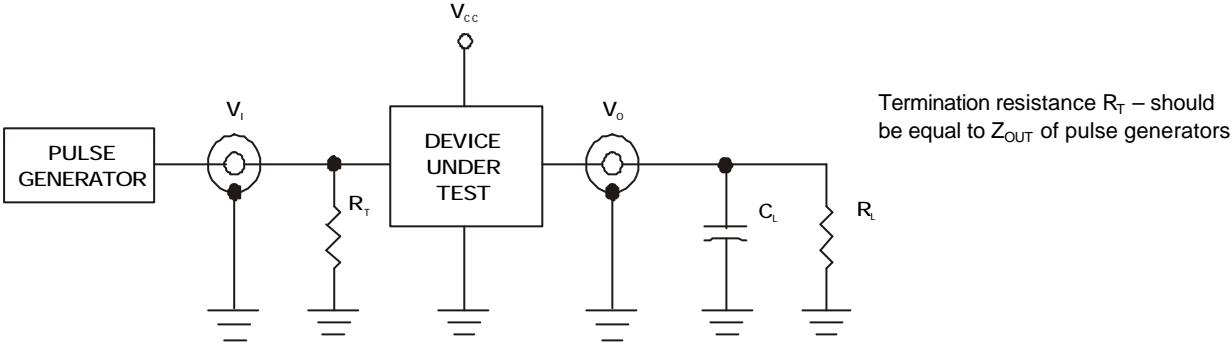 Vcc
VI
VO
PULSE
GENERATOR
DEVICE
UNDER
TEST
RT
CL
RL
Termination resistance RT – should
be equal to ZOUT of pulse generators